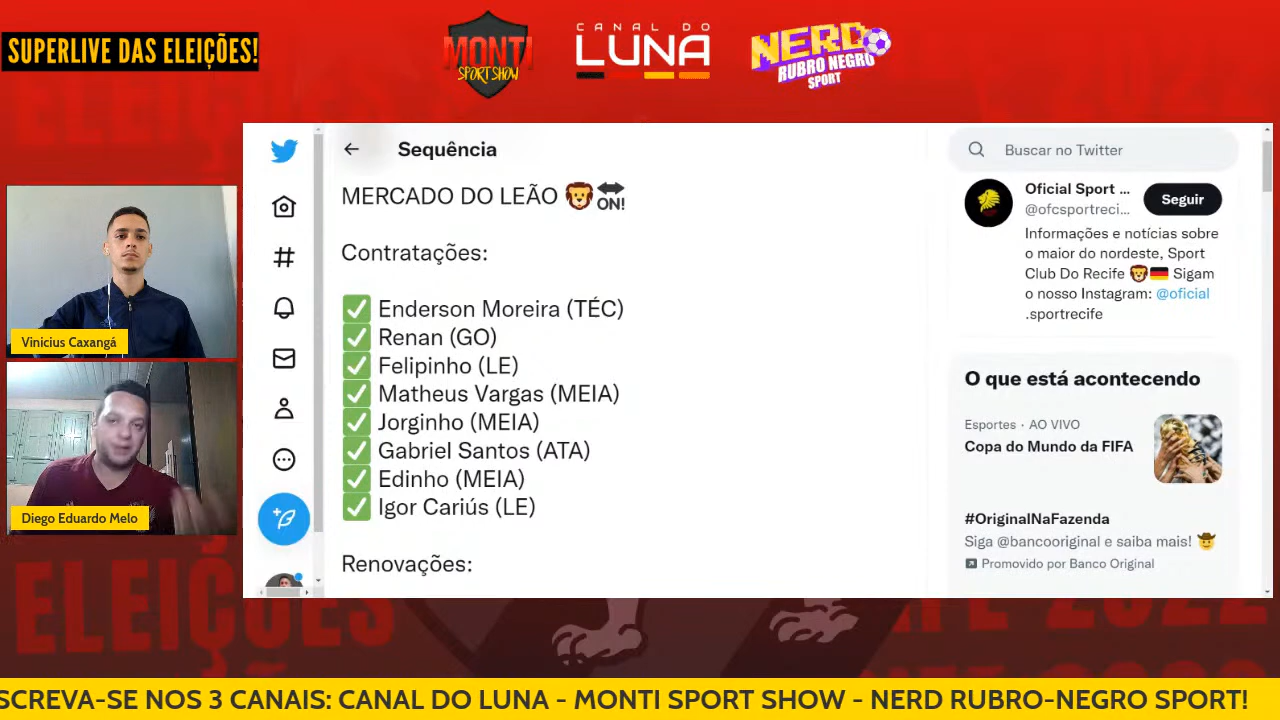 SUPERLIVE DAS ELEIÇÕES!
MONTI
SPORT SHOW
CANAL DO
LUNA
NERD
RUBRO NEGRO
SPORT
Vinicius Caxangá
Diego Eduardo Melo
Sequência
MERCADO DO LEÃO 🦁🔛
Contratações:
✅ Enderson Moreira (TÉC)
✅ Renan (GO)
✅ Felipinho (LE)
✅ Matheus Vargas (MEIA)
✅ Jorginho (MEIA)
✅ Gabriel Santos (ATA)
✅ Edinho (MEIA)
✅ Igor Cariús (LE)
Renovações:
Buscar no Twitter
Oficial Sport ...
@ofcsportreci...
Seguir
Informações e notícias sobre
o maior do nordeste, Sport
Club Do Recife 🦁🇩🇪 Sigam
o nosso Instagram: @oficial
.sportrecife
O que está acontecendo
Esportes · AO VIVO
Copa do Mundo da FIFA
#OriginalNaFazenda
Siga @bancooriginal e saiba mais! 🤠
Promovido por Banco Original
ELEIÇÕES
SCREVA-SE NOS 3 CANAIS: CANAL DO LUNA - MONTI SPORT SHOW - NERD RUBRO-NEGRO SPORT!